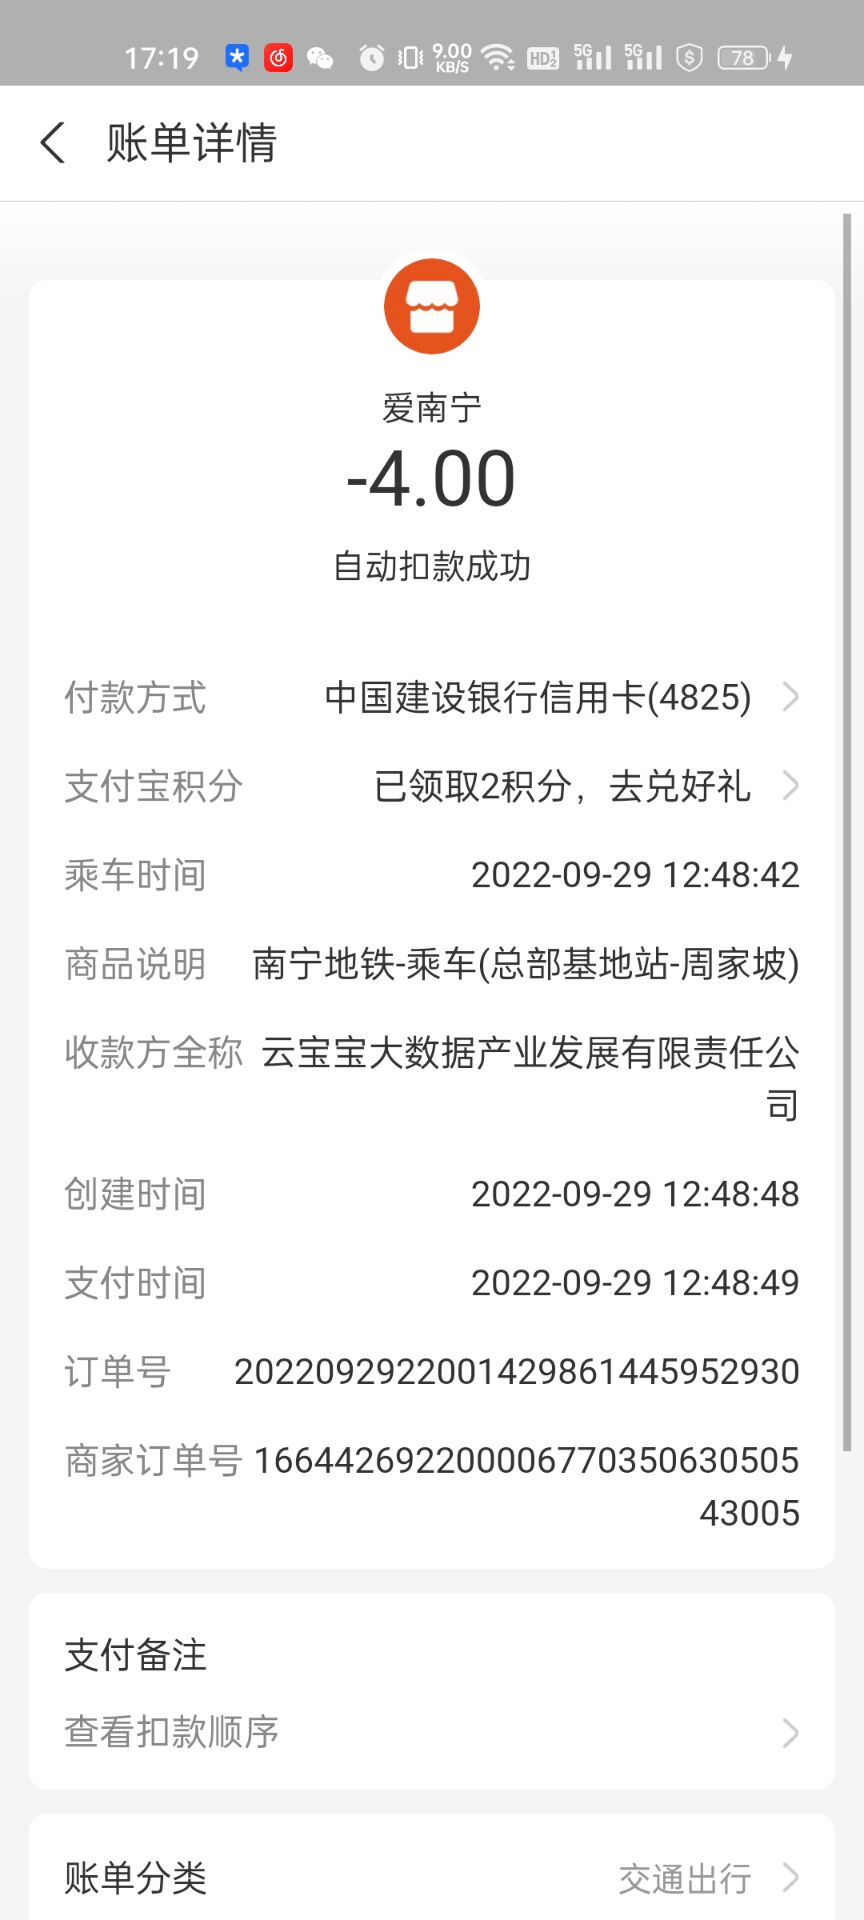 17:19 9.00 KB/S HD 1 2 5G 5G 78
账单详情
爱南宁
-4.00
自动扣款成功
付款方式 中国建设银行信用卡(4825)
支付宝积分 已领取2积分，去兑好礼
乘车时间 2022-09-29 12:48:42
商品说明 南宁地铁-乘车(总部基地站-周家坡)
收款方全称 云宝宝大数据产业发展有限责任公
司
创建时间 2022-09-29 12:48:48
支付时间 2022-09-29 12:48:49
订单号 2022092922001429861445952930
商家订单号 166442692200006770350630505
43005
支付备注
查看扣款顺序
账单分类 交通出行